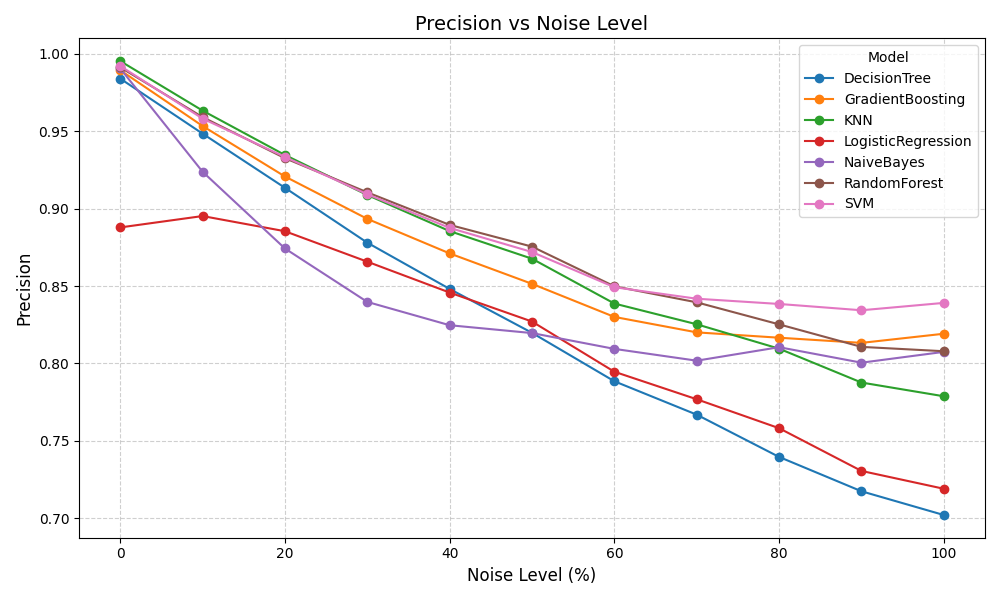 Precision vs Noise Level
Precision
1.00
0.95
0.90
0.85
0.80
0.75
0.70
Model
DecisionTree
GradientBoosting
KNN
LogisticRegression
NaiveBayes
RandomForest
SVM
0 20 40 60 80 100
Noise Level (%)